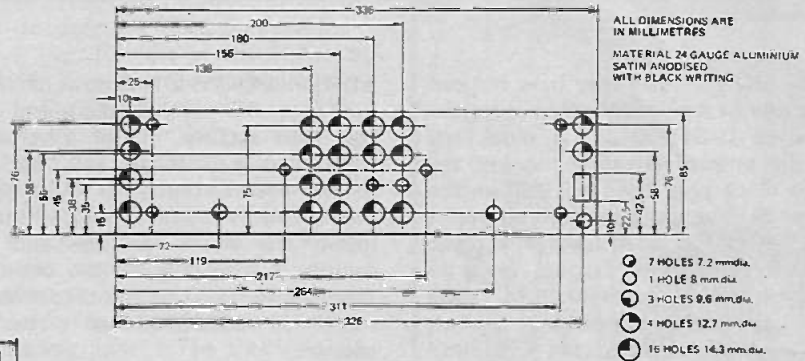 336
200
180
156
138
25
10
ALL DIMENSIONS ARE
IN MILLIMETRES
MATERIAL 24 GAUGE ALUMINIUM
SATIN ANODISED
WITH BLACK WRITING
76
58
50
45
38
35
15
75
10
22.5
42.5
58
76
85
72
119
217
264
311
326
7 HOLES 7.2 mm.dia.
1 HOLE 8 mm.dia.
3 HOLES 9.6 mm.dia.
4 HOLES 12.7 mm.dia.
16 HOLES 14.3 mm.dia.